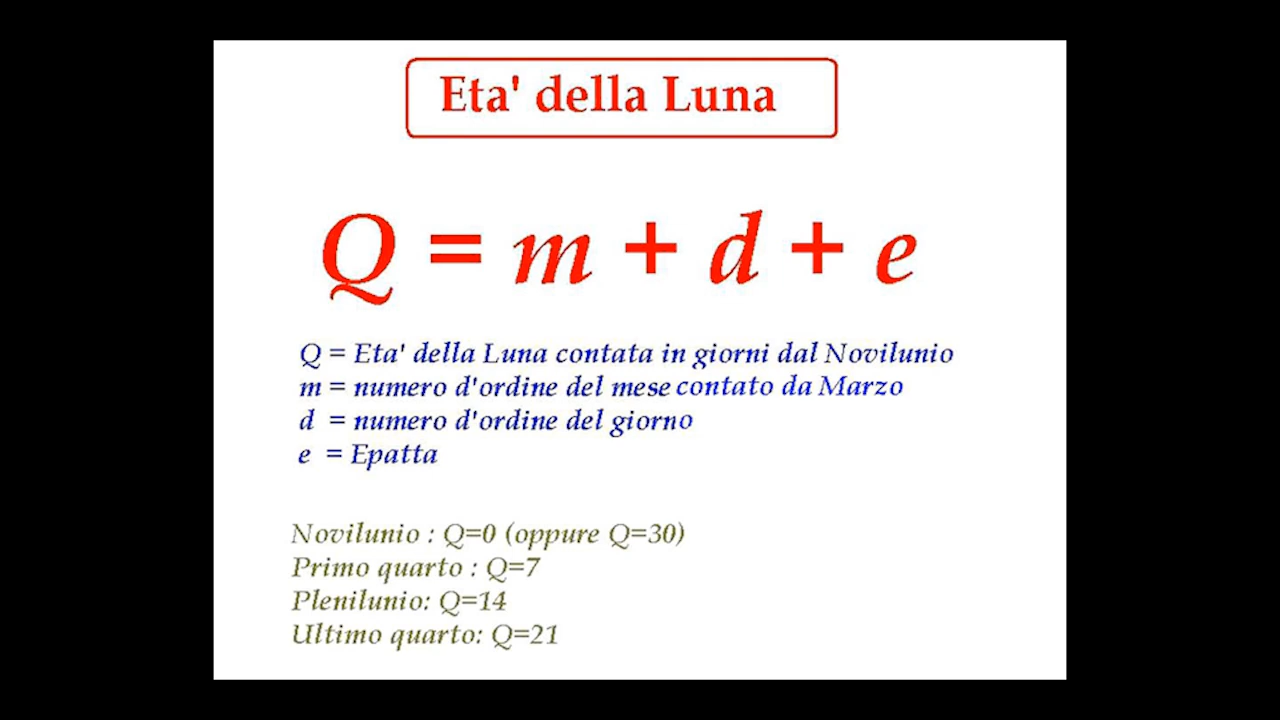 Eta' della Luna
Q = m + d + e
Q = Eta' della Luna contata in giorni dal Novilunio
m = numero d'ordine del mese contato da Marzo
d = numero d'ordine del giorno
e = Epatta
Novilunio : Q=0 (oppure Q=30)
Primo quarto : Q=7
Plenilunio: Q=14
Ultimo quarto: Q=21